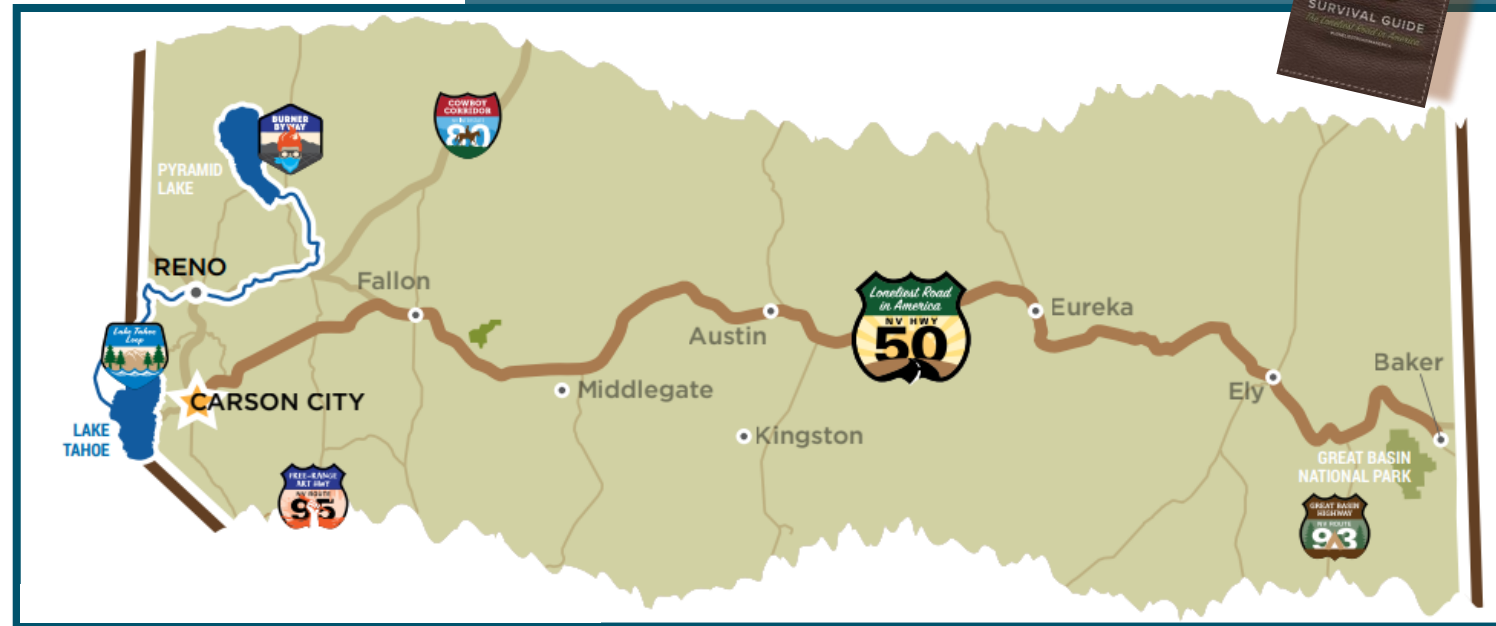 SURVIVAL GUIDE
The Loneliest Road in America
BURNER
BYWAY
COWBOY
CORRIDOR
80
PYRAMID
LAKE
RENO
Fallon
Loneliest Road
in America
NV HWY
50
Austin
Eureka
Lake Tahoe
Loop
Middlegate
Baker
Ely
CARSON CITY
LAKE
TAHOE
Kingston
GREAT BASIN
NATIONAL PARK
FREE-RANGE
ART HWY
NV ROUTE
95
GREAT BASIN
HIGHWAY
NV ROUTE
93